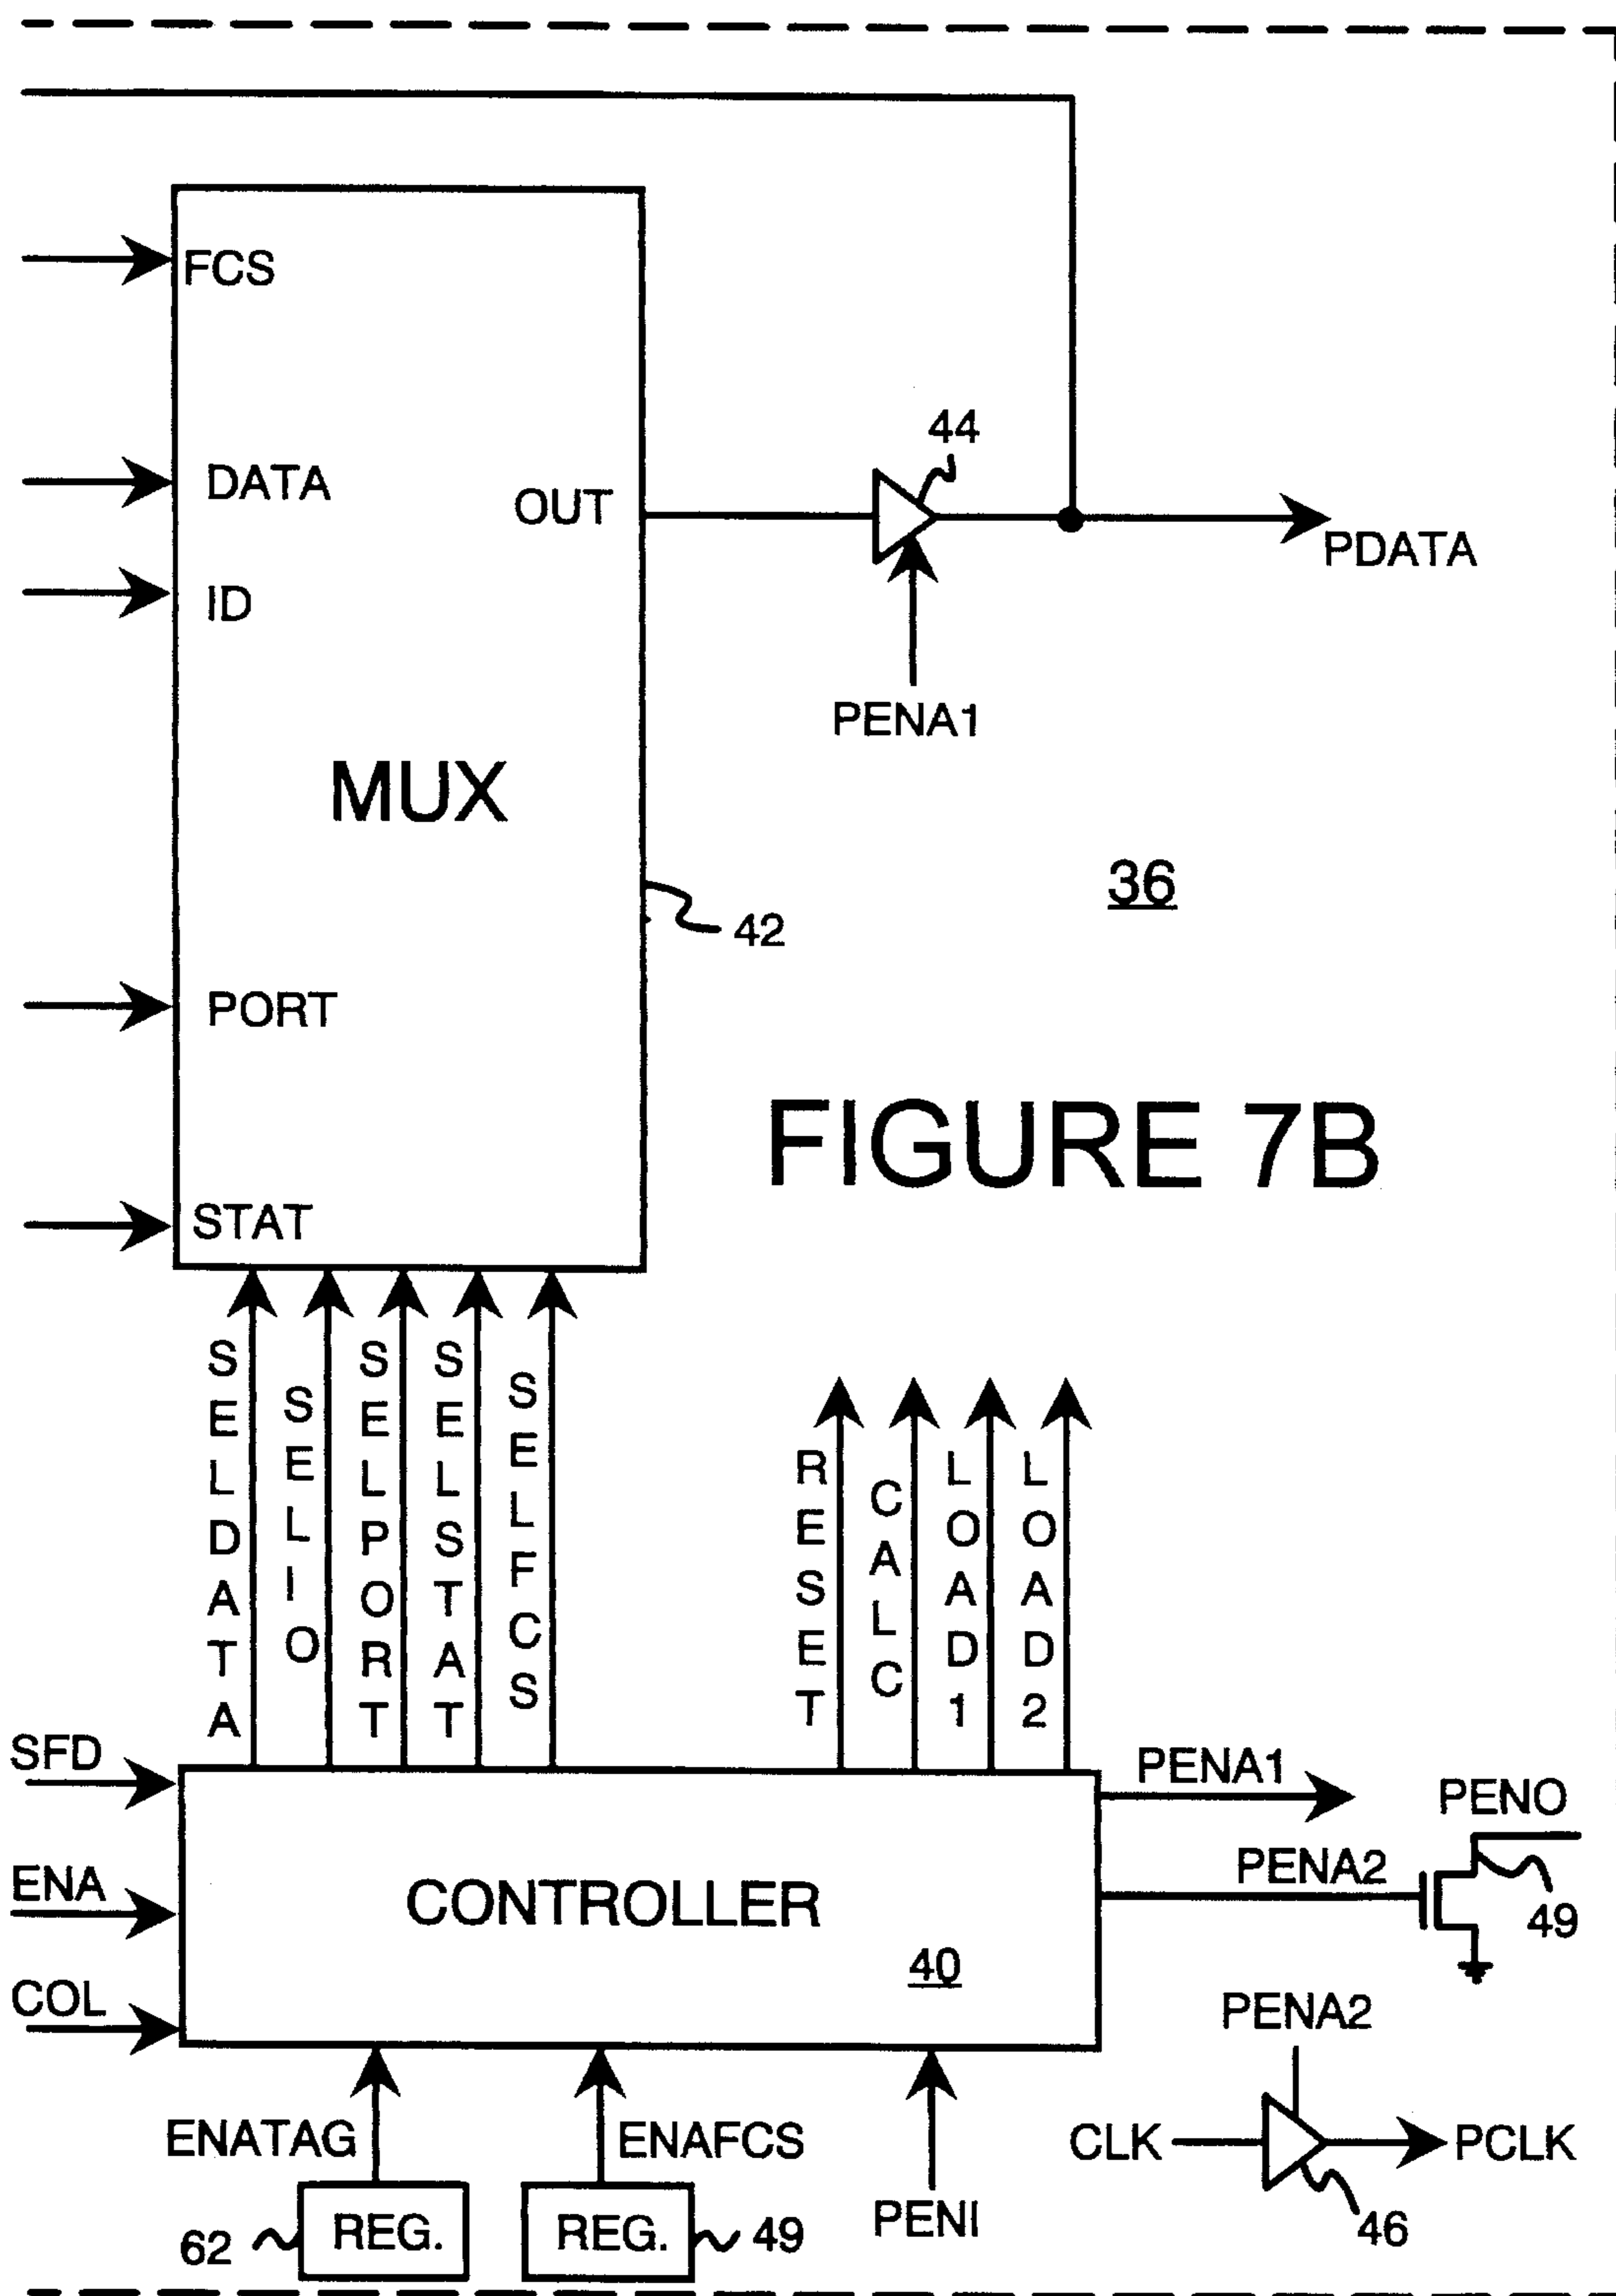 FCS
DATA
OUT
44
PDATA
ID
PENA1
MUX
36
42
PORT
FIGURE 7B
STAT
SELDATA
SELIO
SELPORT
SELSTAT
SELFCS
RESET
CALC
LOAD1
LOAD2
SFD
PENA1
PENO
ENA
PENA2
CONTROLLER
49
40
COL
PENA2
ENATAG
ENAFCS
CLK
PCLK
PENI
62
REG.
REG.
49
46